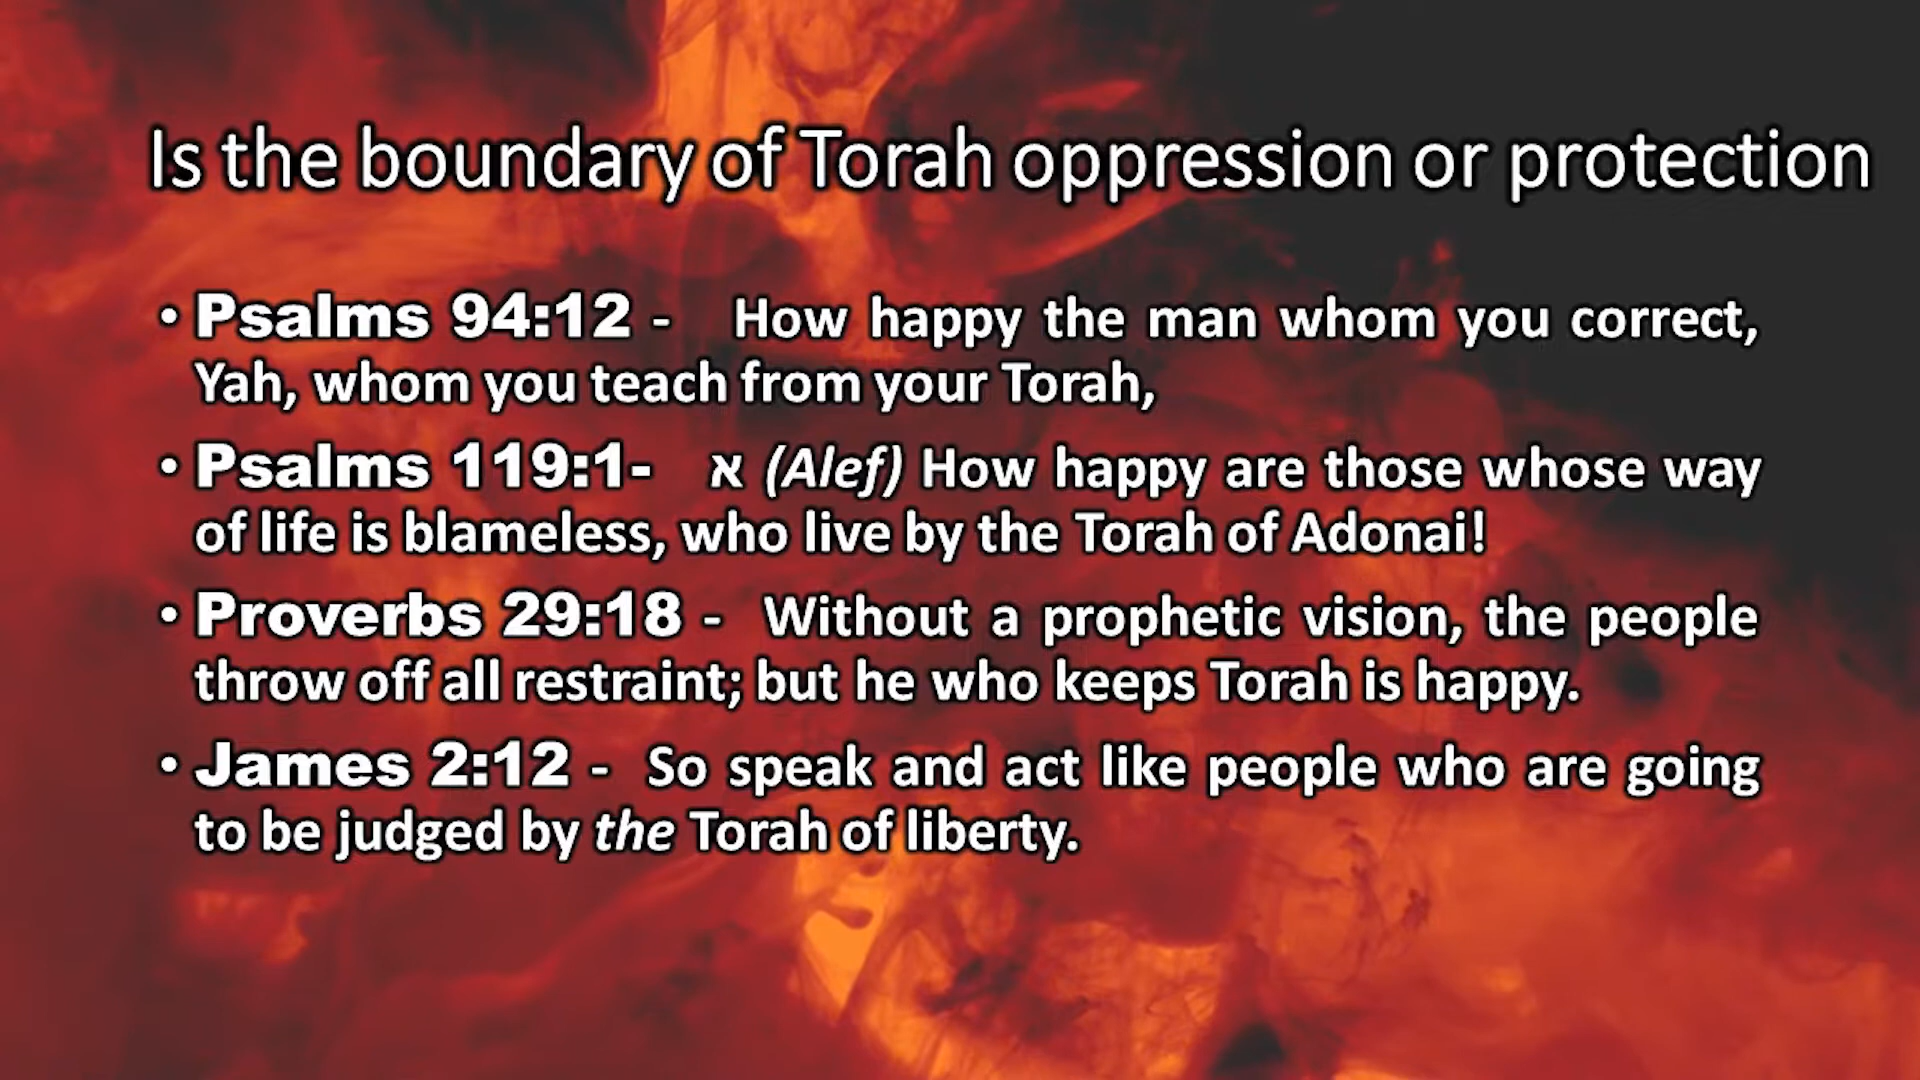 Is the boundary of Torah oppression or protection
• Psalms 94:12 - How happy the man whom you correct,
Yah, whom you teach from your Torah,
• Psalms 119:1- א (Alef) How happy are those whose way
of life is blameless, who live by the Torah of Adonai!
• Proverbs 29:18 - Without a prophetic vision, the people
throw off all restraint; but he who keeps Torah is happy.
• James 2:12 - So speak and act like people who are going
to be judged by the Torah of liberty.